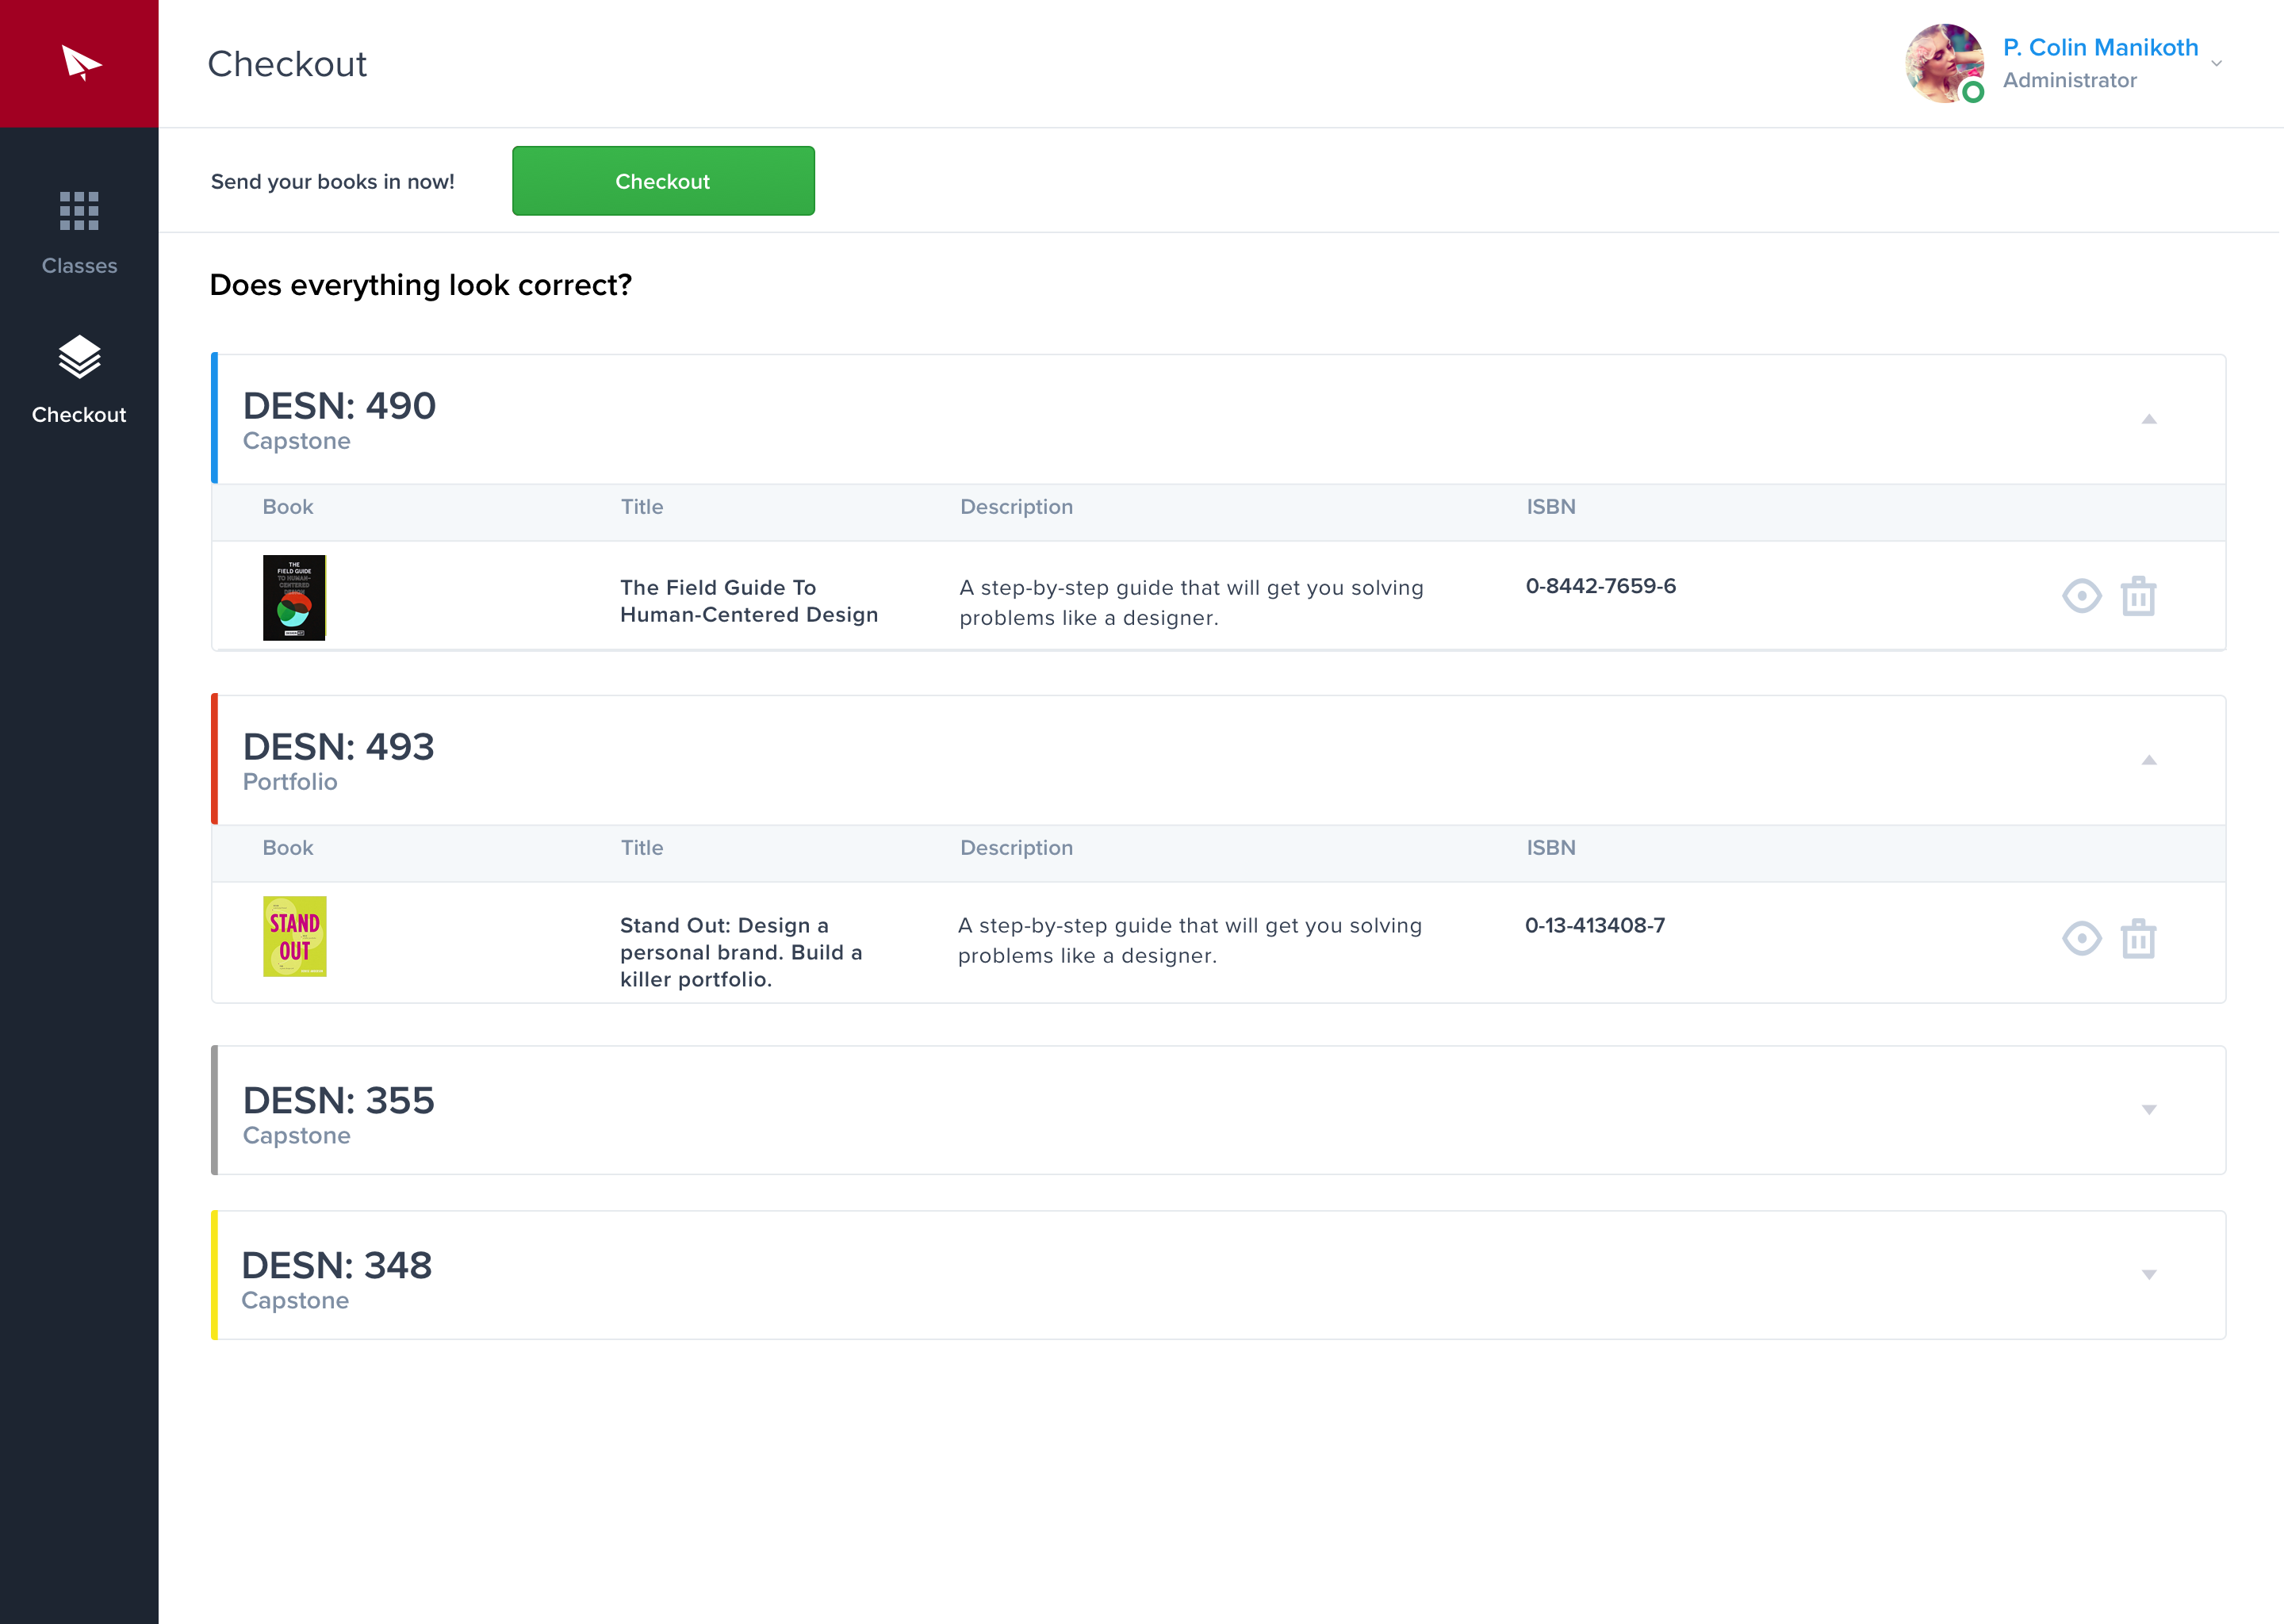 Checkout
P. Colin Manikoth
Administrator
Send your books in now!
Checkout
Classes
Checkout
Does everything look correct?
DESN: 490
Capstone
Book Title Description ISBN
THE
FIELD GUIDE
TO HUMAN-
CENTERED
DESIGN
The Field Guide To
Human-Centered Design
A step-by-step guide that will get you solving
problems like a designer.
0-8442-7659-6
DESN: 493
Portfolio
Book Title Description ISBN
STAND
OUT
Stand Out: Design a
personal brand. Build a
killer portfolio.
A step-by-step guide that will get you solving
problems like a designer.
0-13-413408-7
DESN: 355
Capstone
DESN: 348
Capstone